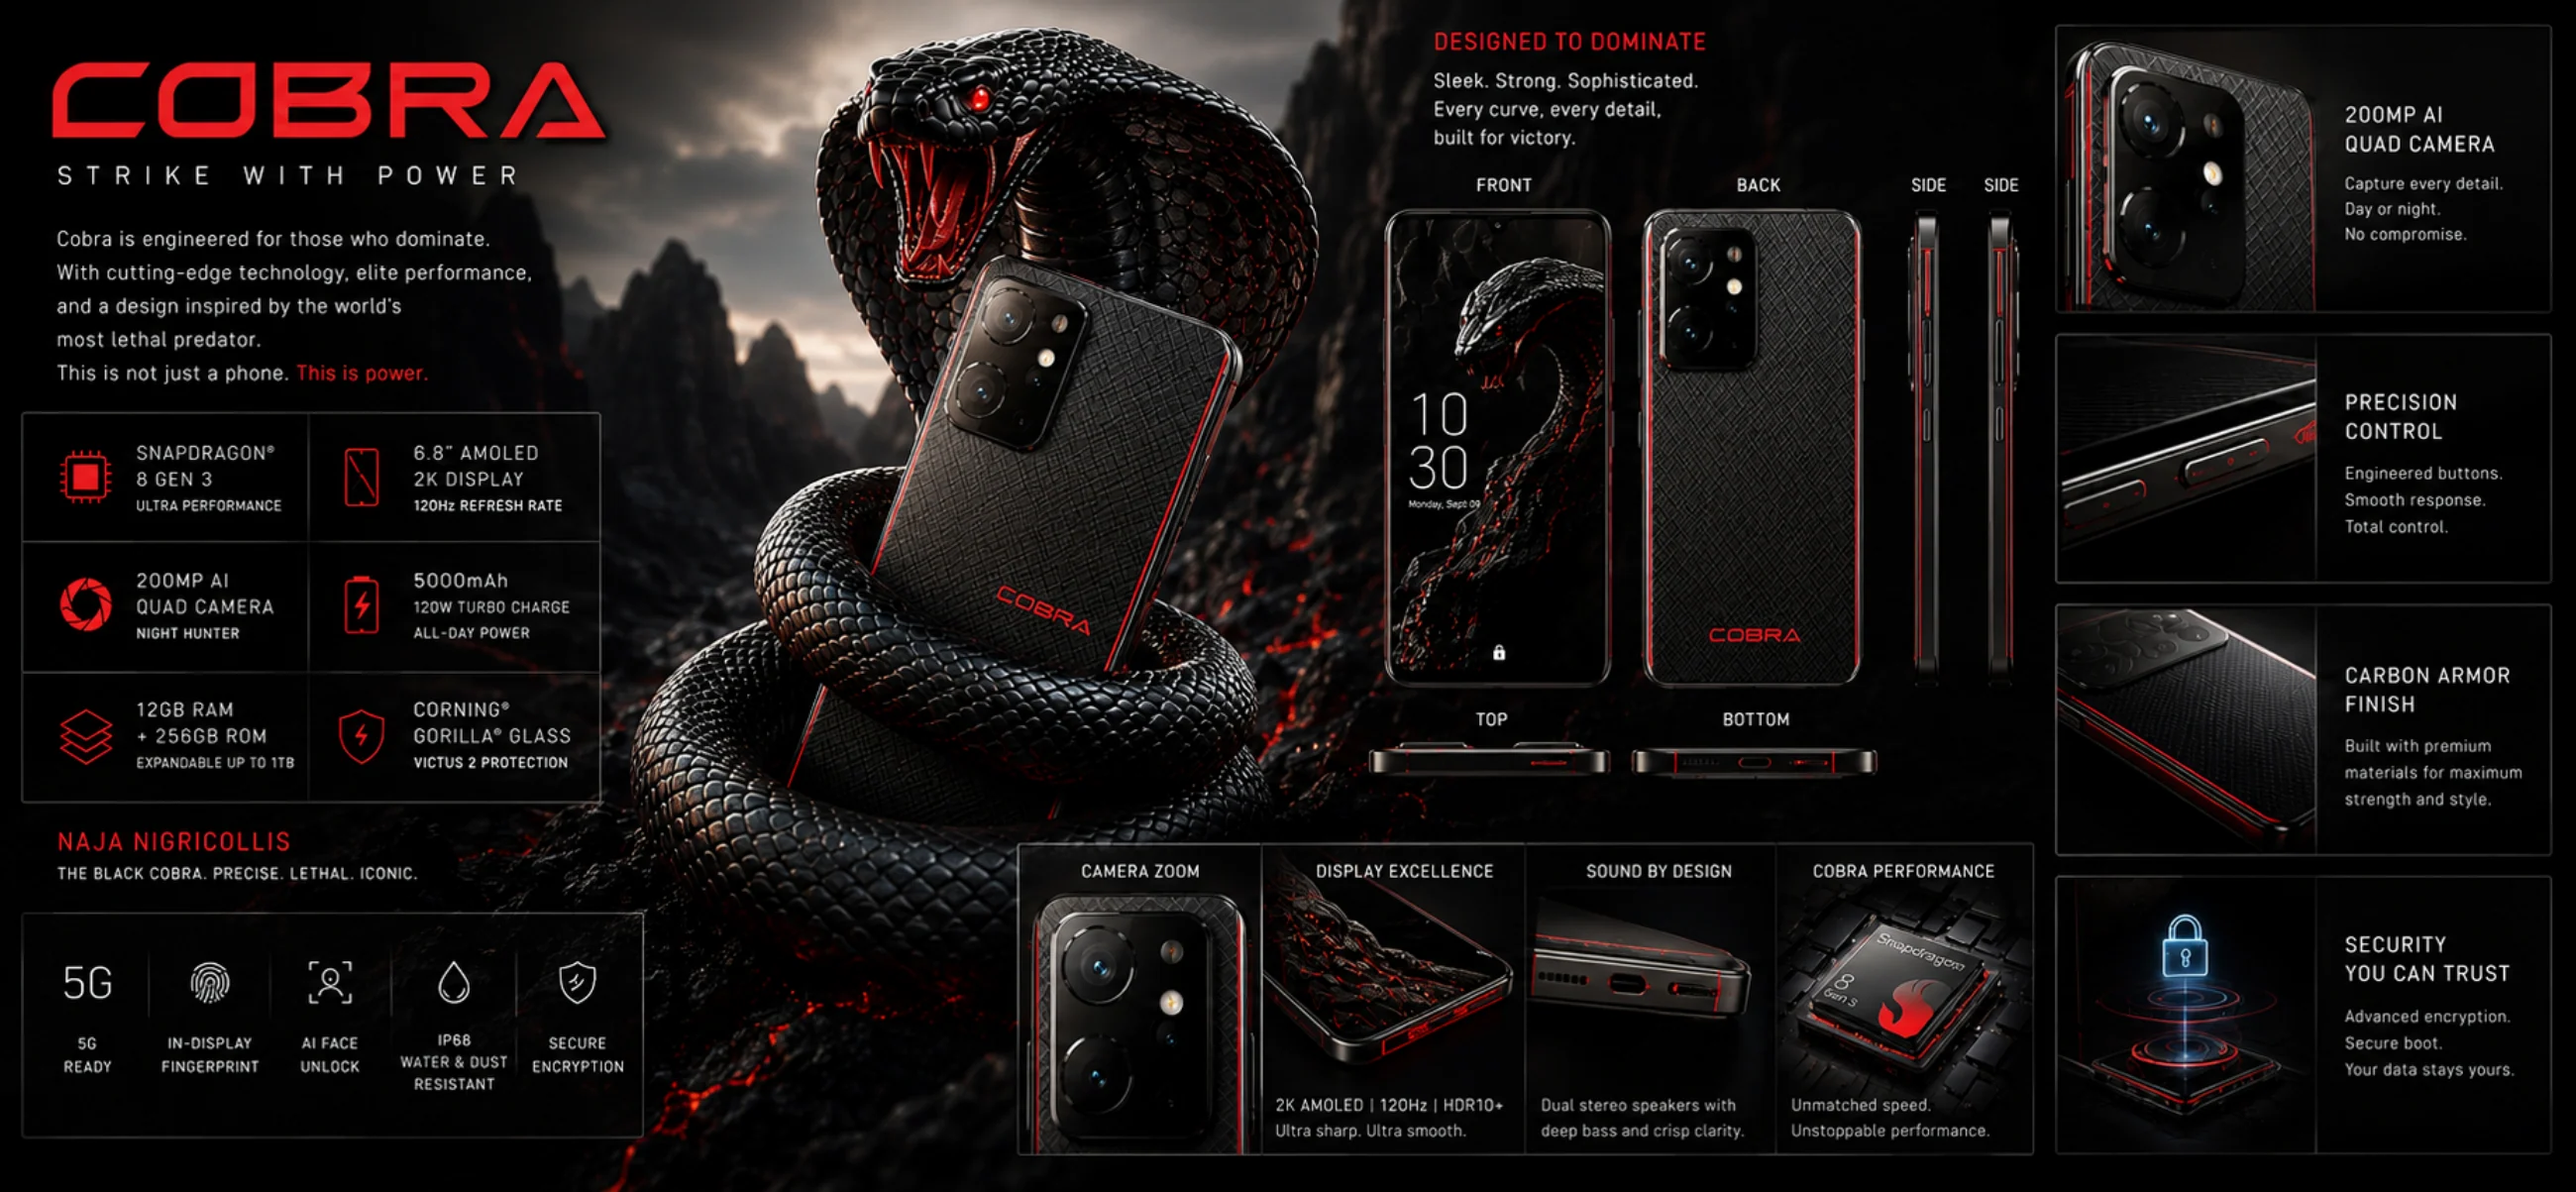 COBRA
STRIKE WITH POWER
Cobra is engineered for those who dominate.
With cutting-edge technology, elite performance,
and a design inspired by the world's
most lethal predator.
This is not just a phone. This is power.
SNAPDRAGON®
8 GEN 3
ULTRA PERFORMANCE
6.8" AMOLED
2K DISPLAY
120Hz REFRESH RATE
200MP AI
QUAD CAMERA
NIGHT HUNTER
5000mAh
120W TURBO CHARGE
ALL-DAY POWER
12GB RAM
+ 256GB ROM
EXPANDABLE UP TO 1TB
CORNING®
GORILLA® GLASS
VICTUS 2 PROTECTION
NAJA NIGRICOLLIS
THE BLACK COBRA. PRECISE. LETHAL. ICONIC.
5G
5G
READY
IN-DISPLAY
FINGERPRINT
AI FACE
UNLOCK
IP68
WATER & DUST
RESISTANT
SECURE
ENCRYPTION
COBRA
DESIGNED TO DOMINATE
Sleek. Strong. Sophisticated.
Every curve, every detail,
built for victory.
FRONT
BACK
SIDE
SIDE
10
30
Monday, Sept 09
COBRA
TOP
BOTTOM
CAMERA ZOOM
DISPLAY EXCELLENCE
2K AMOLED | 120Hz | HDR10+
Ultra sharp. Ultra smooth.
SOUND BY DESIGN
Dual stereo speakers with
deep bass and crisp clarity.
COBRA PERFORMANCE
Snapdragon
8
Gen
Unmatched speed.
Unstoppable performance.
200MP AI
QUAD CAMERA
Capture every detail.
Day or night.
No compromise.
PRECISION
CONTROL
Engineered buttons.
Smooth response.
Total control.
CARBON ARMOR
FINISH
Built with premium
materials for maximum
strength and style.
SECURITY
YOU CAN TRUST
Advanced encryption.
Secure boot.
Your data stays yours.